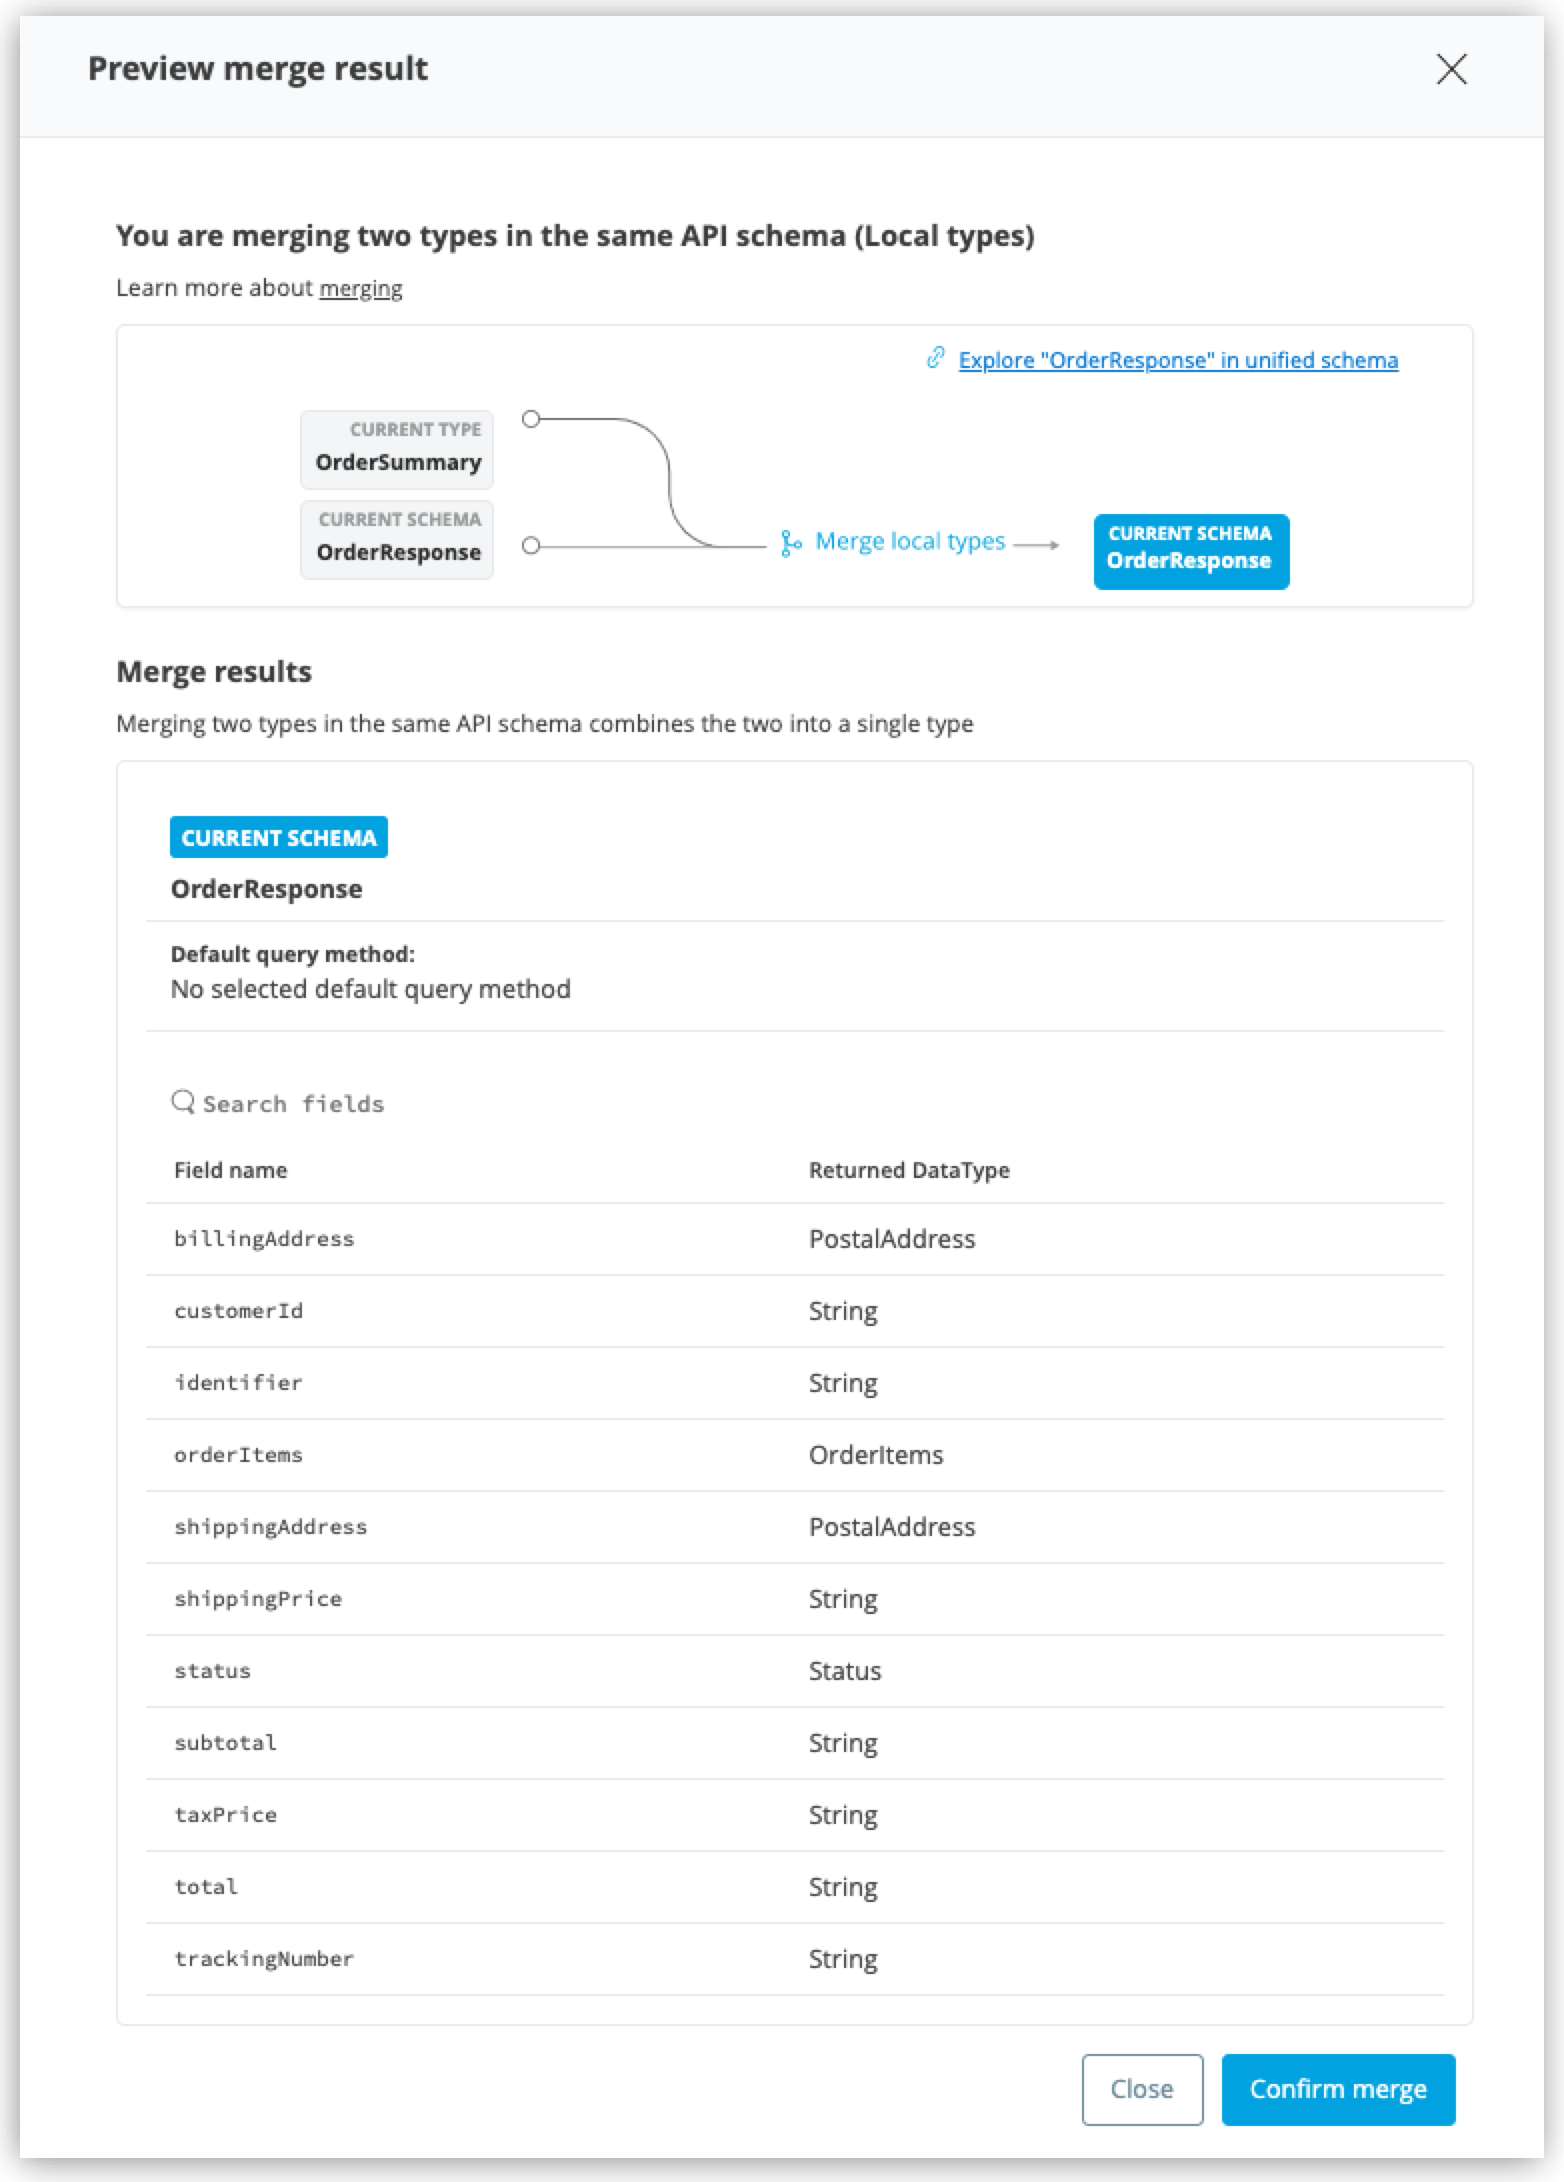 Preview merge result
You are merging two types in the same API schema (Local types)
Learn more about merging
Explore "OrderResponse" in unified schema
CURRENT TYPE
OrderSummary
CURRENT SCHEMA
OrderResponse
Merge local types
CURRENT SCHEMA
OrderResponse
Merge results
Merging two types in the same API schema combines the two into a single type
CURRENT SCHEMA
OrderResponse
Default query method:
No selected default query method
Search fields
Field name Returned DataType
billingAddress PostalAddress
customerId String
identifier String
orderItems OrderItems
shippingAddress PostalAddress
shippingPrice String
status Status
subtotal String
taxPrice String
total String
trackingNumber String
Close Confirm merge